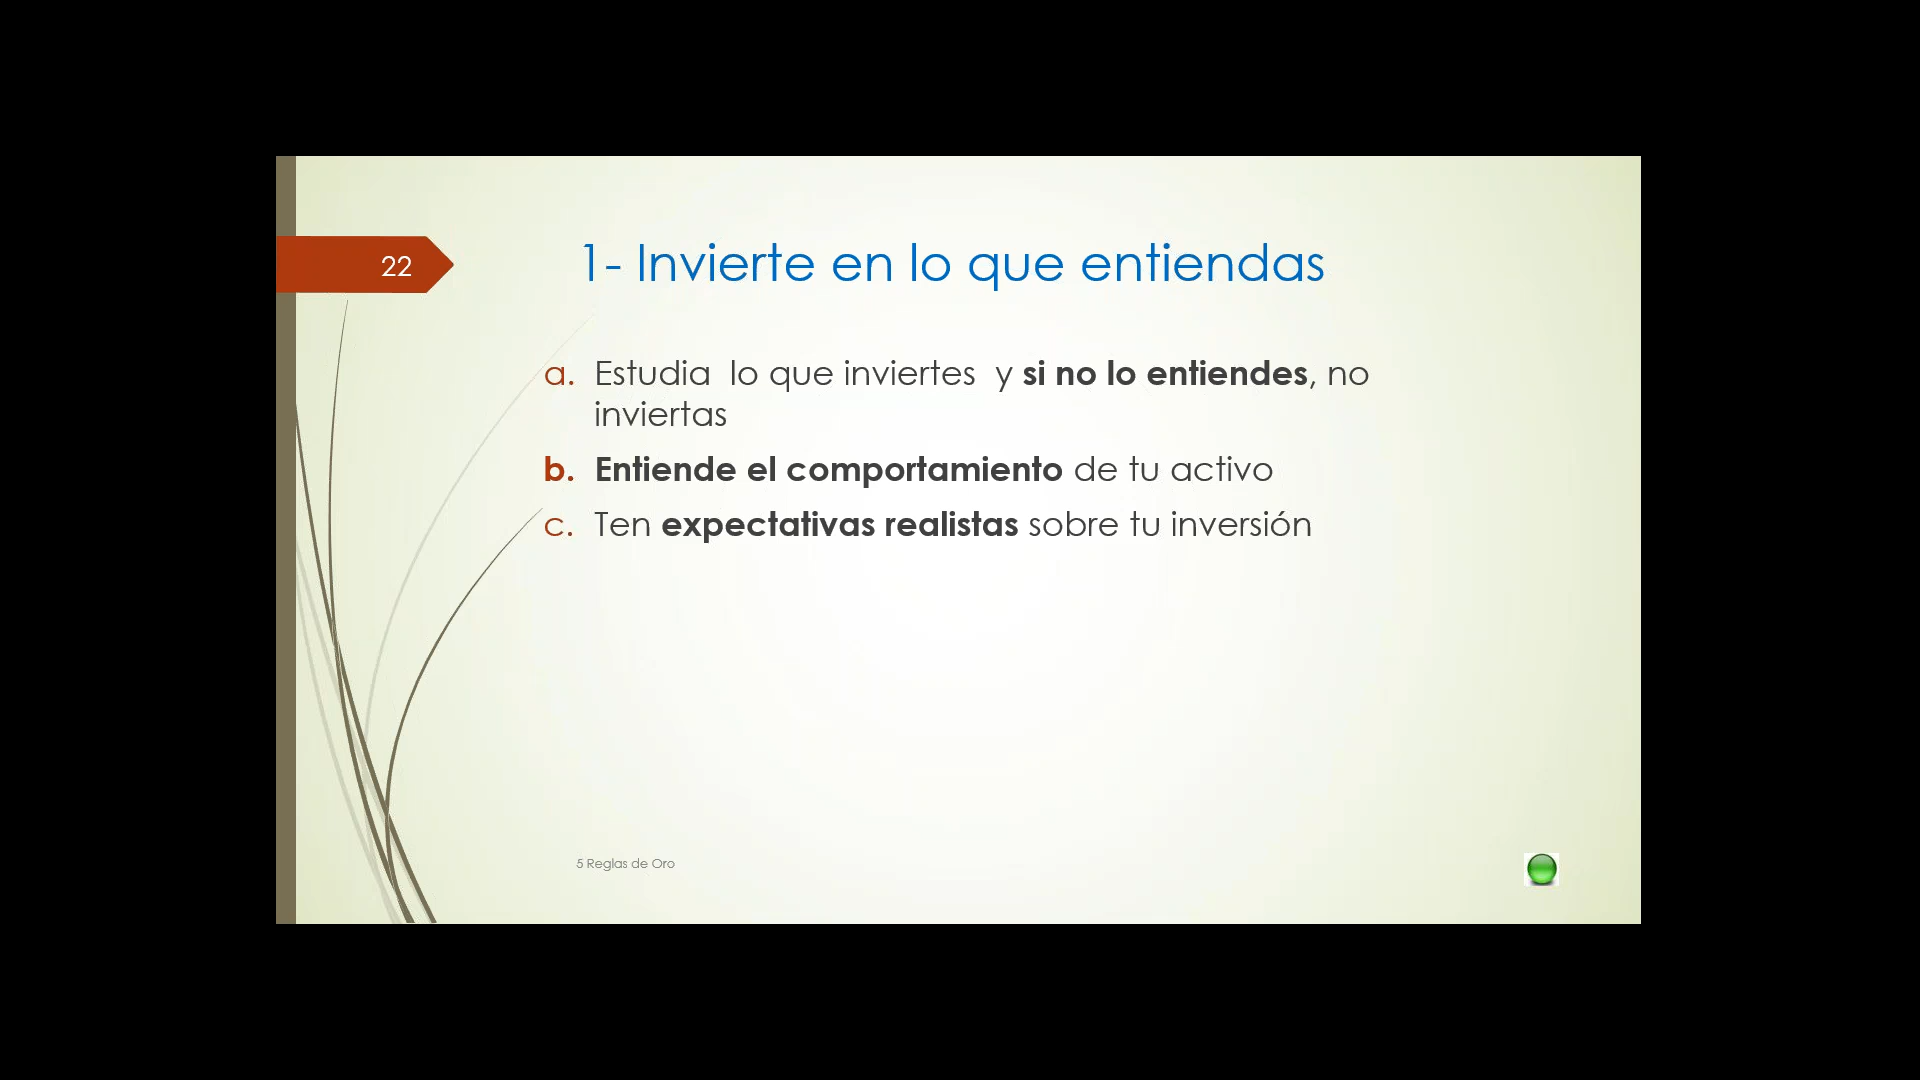 22
1- Invierte en lo que entiendas
a. Estudia  lo que inviertes  y si no lo entiendes, no
inviertas
b. Entiende el comportamiento de tu activo
c. Ten expectativas realistas sobre tu inversión
5 Reglas de Oro